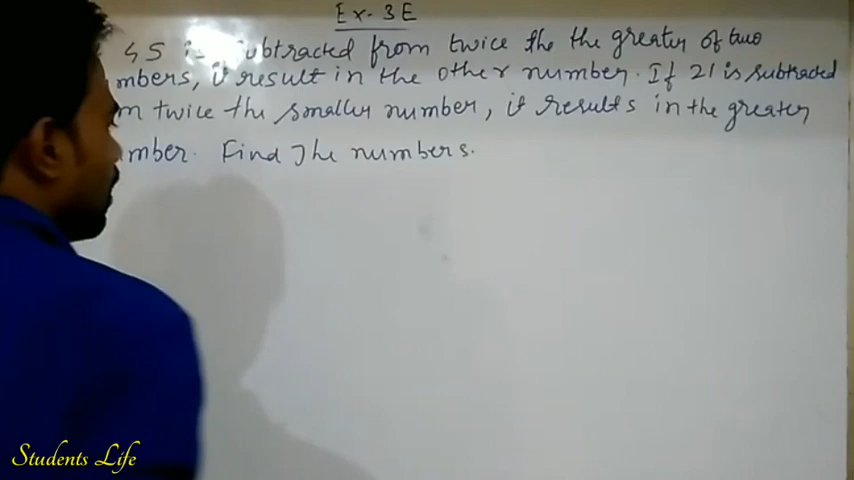 Ex. 3E
45 is subtracted from twice the the greater of two
mbers, it result in the other number. If 21 is subtracted
m twice the smaller number, it results in the greater
mber. Find The numbers.
Students Life